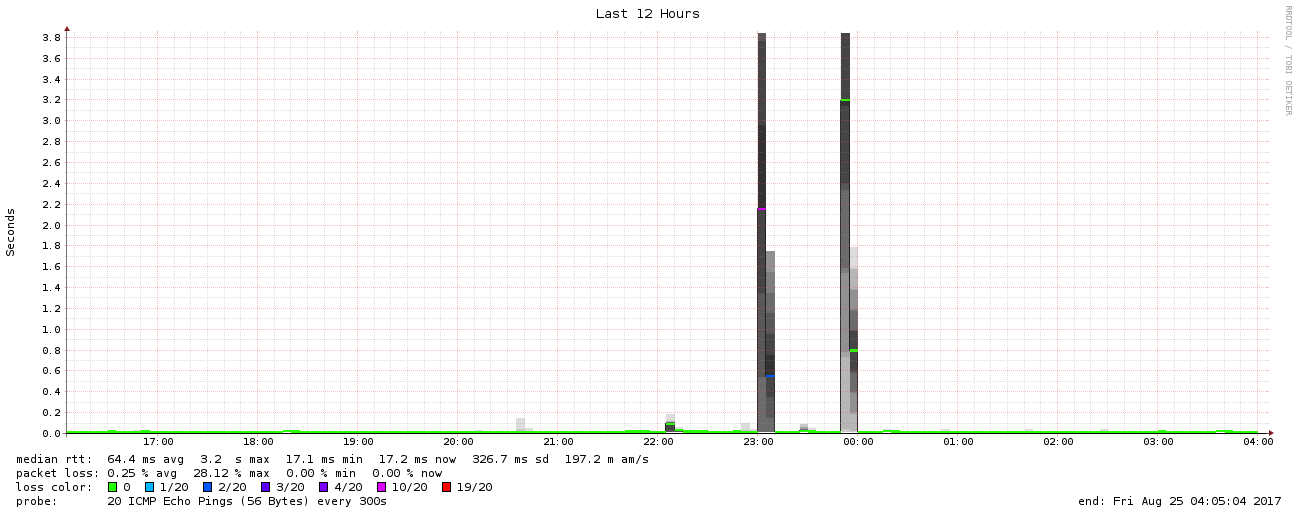 Last 12 Hours
RRDTOOL / TOBI OETIKER
Seconds
3.8
3.6
3.4
3.2
3.0
2.8
2.6
2.4
2.2
2.0
1.8
1.6
1.4
1.2
1.0
0.8
0.6
0.4
0.2
0.0
17:00 18:00 19:00 20:00 21:00 22:00 23:00 00:00 01:00 02:00 03:00 04:00
median rtt: 64.4 ms avg 3.2 s max 17.1 ms min 17.2 ms now 326.7 ms sd 197.2 m am/s
packet loss: 0.25 % avg 28.12 % max 0.00 % min 0.00 % now
loss color: 0 1/20 2/20 3/20 4/20 10/20 19/20
probe: 20 ICMP Echo Pings (56 Bytes) every 300s end: Fri Aug 25 04:05:04 2017